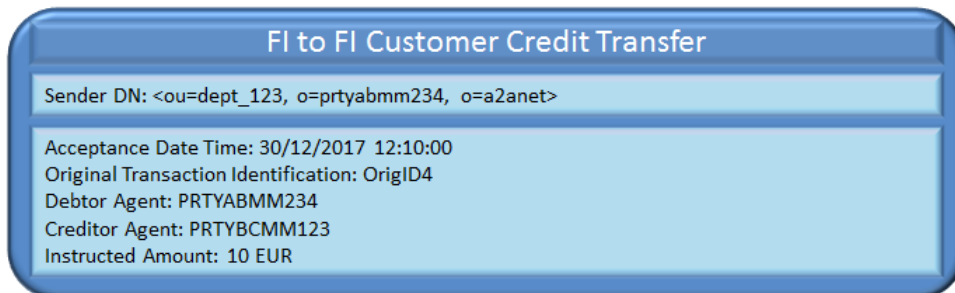 FI to FI Customer Credit Transfer
Sender DN: <ou=dept_123, o=prtyabmm234, o=a2anet>
Acceptance Date Time: 30/12/2017 12:10:00
Original Transaction Identification: OrigID4
Debtor Agent: PRTYABMM234
Creditor Agent: PRTYBCMM123
Instructed Amount: 10 EUR